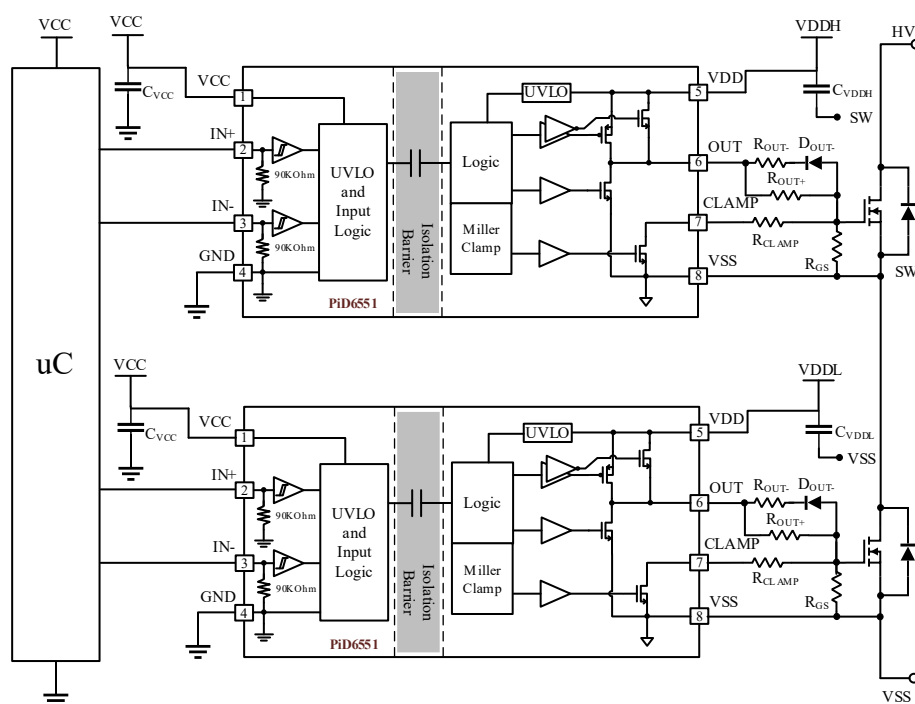 VCC
VCC
CVCC
uC
VCC
1
IN+
2
90KOhm
IN-
3
90KOhm
GND
4
UVLO
and
Input
Logic
PiD6551
Isolation
Barrier
UVLO
Logic
Miller
Clamp
VDD
5
OUT
6
CLAMP
7
VSS
8
VDDH
CVDDH
SW
ROUT-
DOUT-
ROUT+
RCLAMP
RGS
HV
SW
VCC
CVCC
VCC
1
IN+
2
90KOhm
IN-
3
90KOhm
GND
4
UVLO
and
Input
Logic
PiD6551
Isolation
Barrier
UVLO
Logic
Miller
Clamp
VDD
5
OUT
6
CLAMP
7
VSS
8
VDDL
CVDDL
VSS
ROUT-
DOUT-
ROUT+
RCLAMP
RGS
VSS